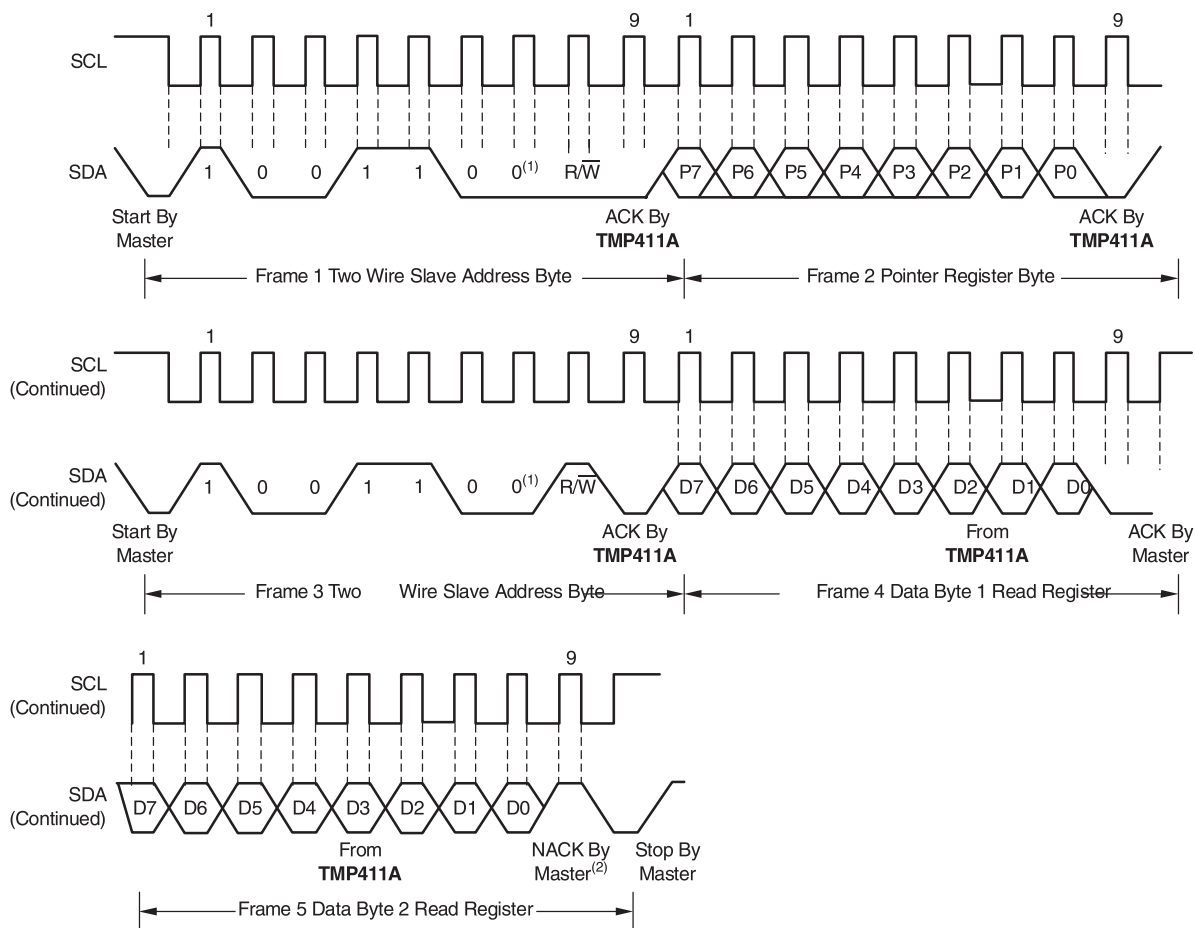 1 9 1 9
SCL
SDA 1 0 0 1 1 0 0(1) R/W̅ P7 P6 P5 P4 P3 P2 P1 P0
Start By ACK By ACK By
Master TMP411A TMP411A
Frame 1 Two Wire Slave Address Byte Frame 2 Pointer Register Byte
1 9 1 9
SCL
(Continued)
SDA
(Continued) 1 0 0 1 1 0 0(1) R/W̅ D7 D6 D5 D4 D3 D2 D1 D0
Start By ACK By From ACK By
Master TMP411A TMP411A Master
Frame 3 Two Wire Slave Address Byte Frame 4 Data Byte 1 Read Register
1 9
SCL
(Continued)
SDA
(Continued) D7 D6 D5 D4 D3 D2 D1 D0
From NACK By Stop By
TMP411A Master(2) Master
Frame 5 Data Byte 2 Read Register